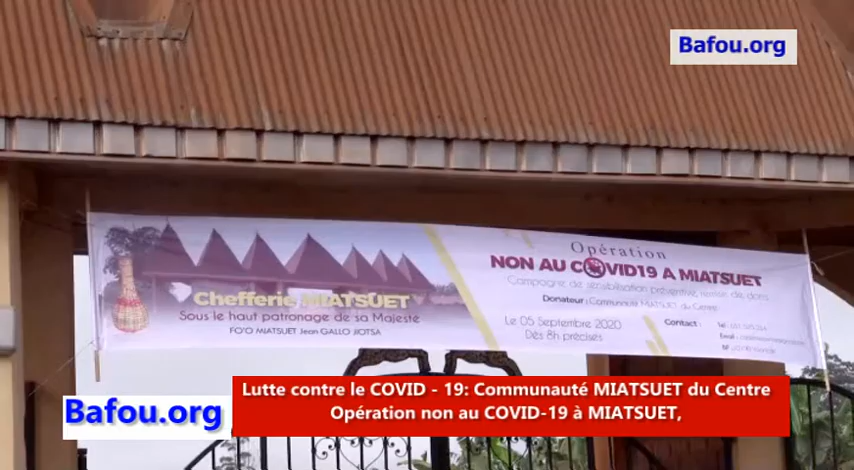 Bafou.org
Chefferie MIATSUET
Sous le haut patronage de sa Majesté
FO'O MIATSUET Jean GALLO JIOTSA
Opération
NON AU COVID19 A MIATSUET
Campagne de sensibilisation préventive, remise de dons
Donateur : Communauté MIATSUET du Centre
Le 05 Septembre 2020
Dès 8h précises
Contact :
Tel :
Email :
BP :
Bafou.org
Lutte contre le COVID - 19: Communauté MIATSUET du Centre
Opération non au COVID-19 à MIATSUET,